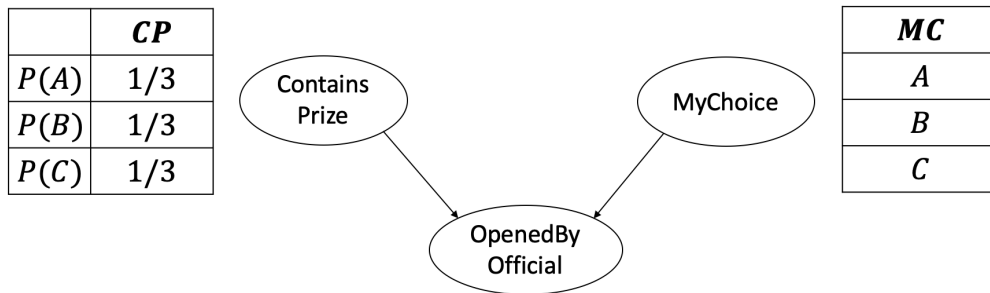 CP
P(A) 1/3
P(B) 1/3
P(C) 1/3
Contains
Prize
MyChoice
MC
A
B
C
OpenedBy
Official